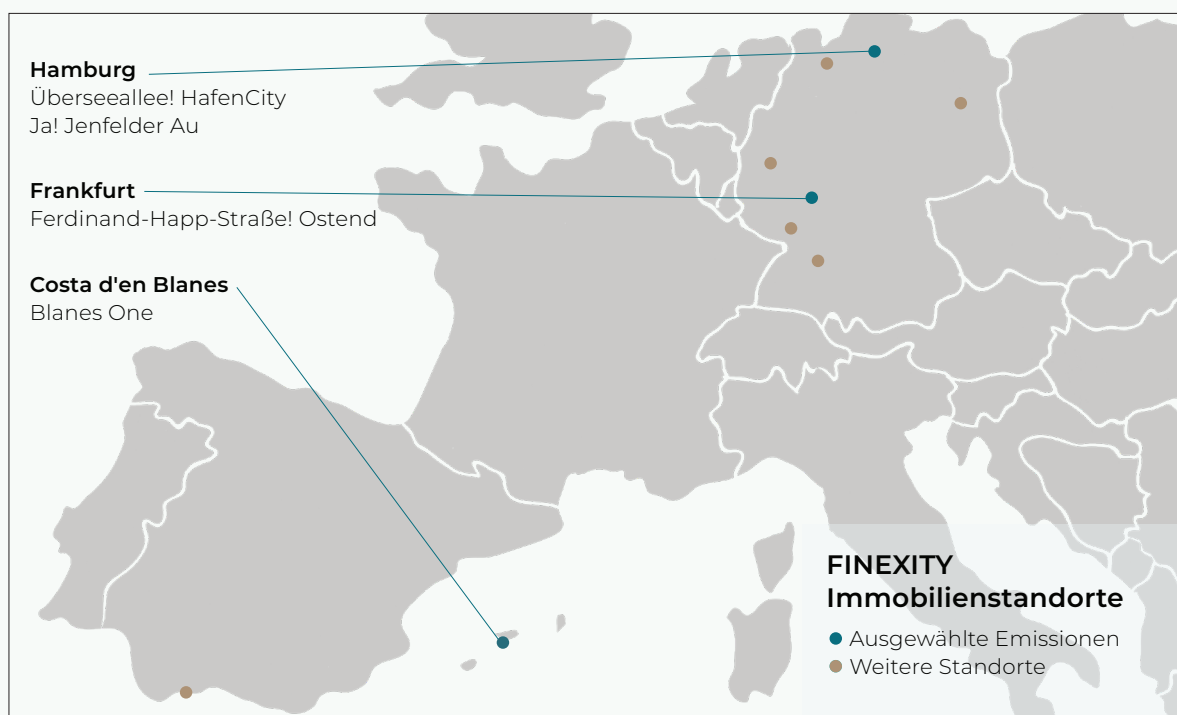 Hamburg
Überseeallee! HafenCity
Ja! Jenfelder Au
Frankfurt
Ferdinand-Happ-Straße! Ostend
Costa d'en Blanes
Blanes One
FINEXITY
Immobilienstandorte
Ausgewählte Emissionen
Weitere Standorte